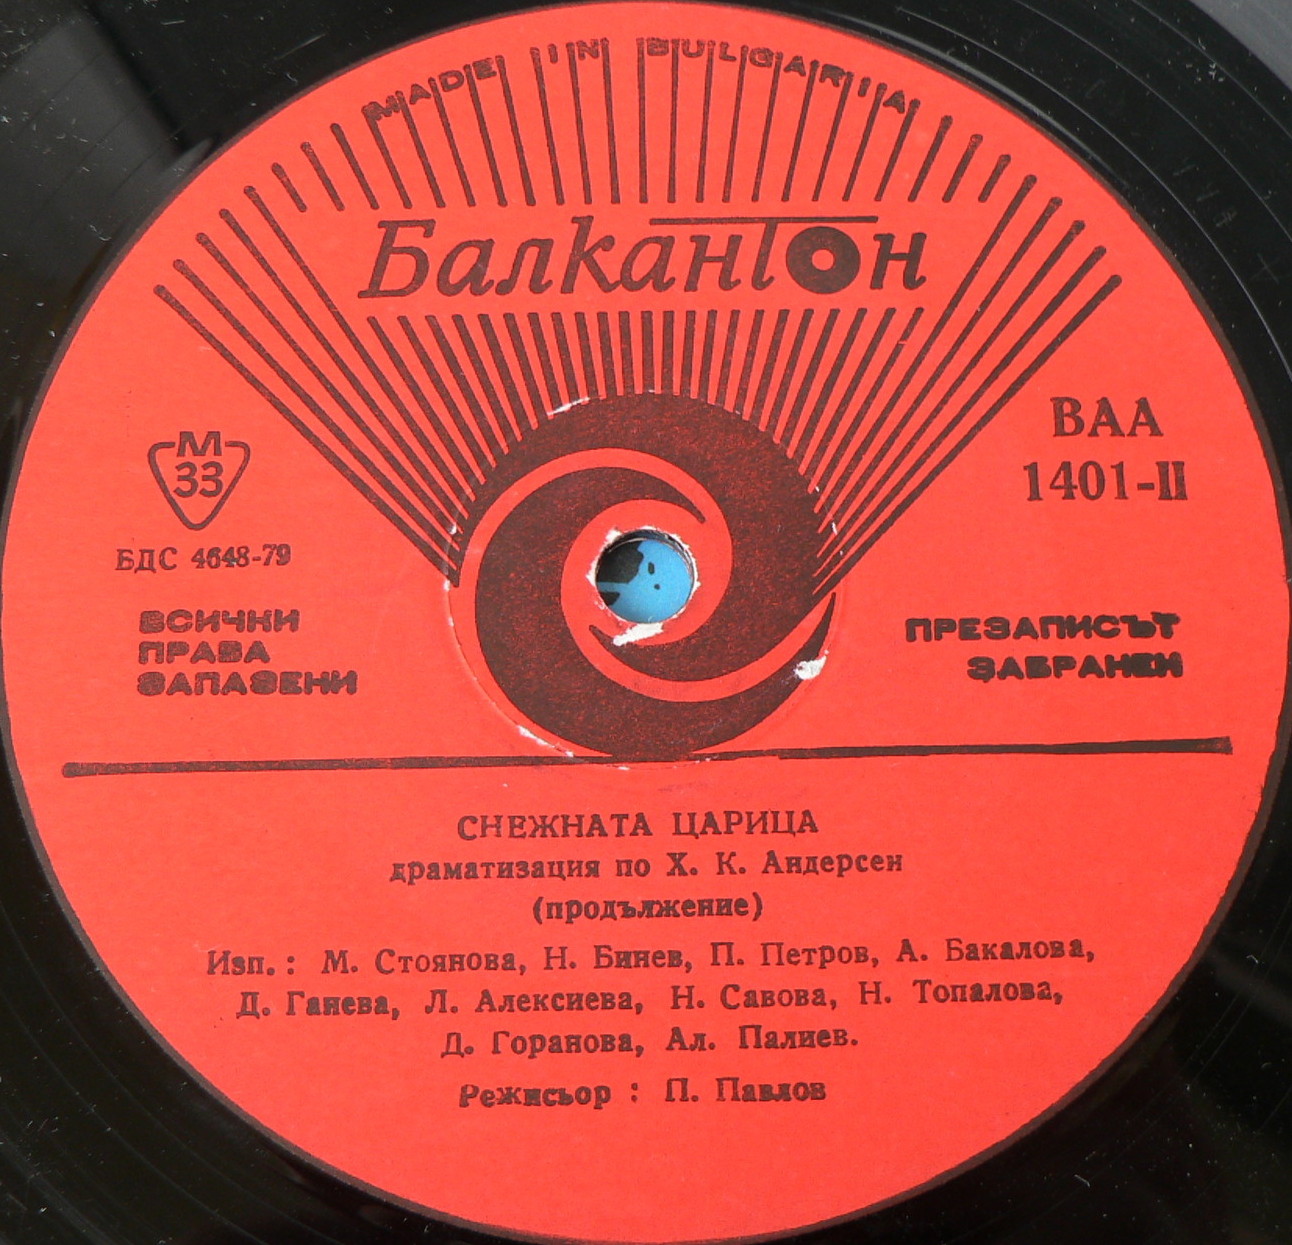 MADE IN BULGARIA
Балкантон
М
33
БДС 4648-79
ВАА
1401-II
ВСИЧКИ
ПРАВА
ЗАПАЗЕНИ
ПРЕЗАПИСЪТ
ЗАБРАНЕН
СНЕЖНАТА ЦАРИЦА
драматизация по Х. К. Андерсен
(продължение)
Изп.: М. Стоянова, Н. Бинев, П. Петров, А. Бакалова,
Д. Ганева, Л. Алексиева, Н. Савова, Н. Топалова,
Д. Горанова, Ал. Палиев.
Режисьор : П. Павлов